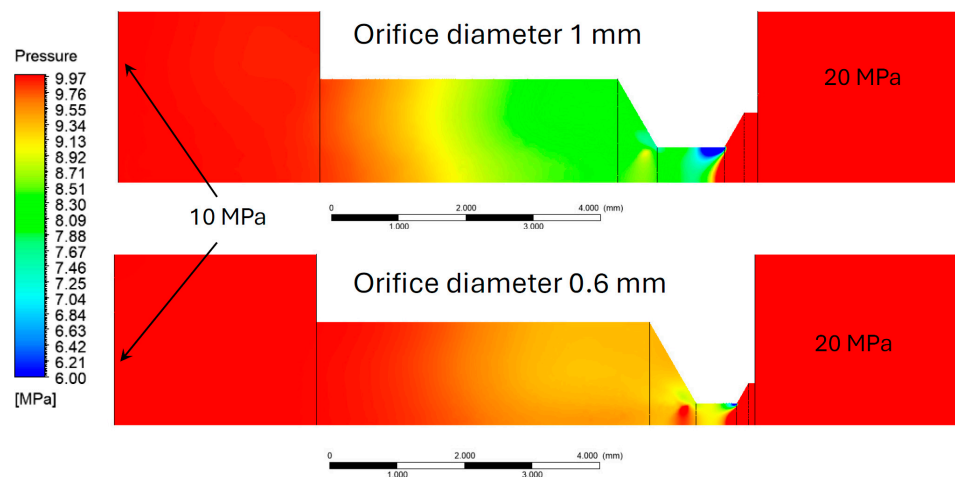 Orifice diameter 1 mm
Pressure
9.97
9.76
9.55
9.34
9.13
8.92
8.71
8.51
8.30
8.09
7.88
7.67
7.46
7.25
7.04
6.84
6.63
6.42
6.21
6.00
[MPa]
20 MPa
10 MPa
0 2.000 4.000 (mm)
1.000 3.000
Orifice diameter 0.6 mm
20 MPa
0 2.000 4.000 (mm)
1.000 3.000